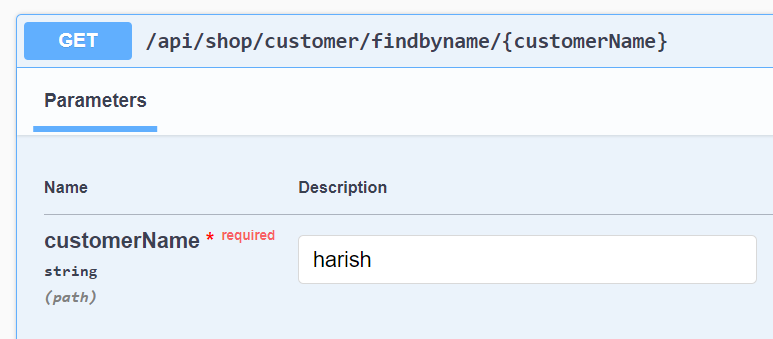 GET /api/shop/customer/findbyname/{customerName}
Parameters
Name Description
customerName * required
harish
string
(path)